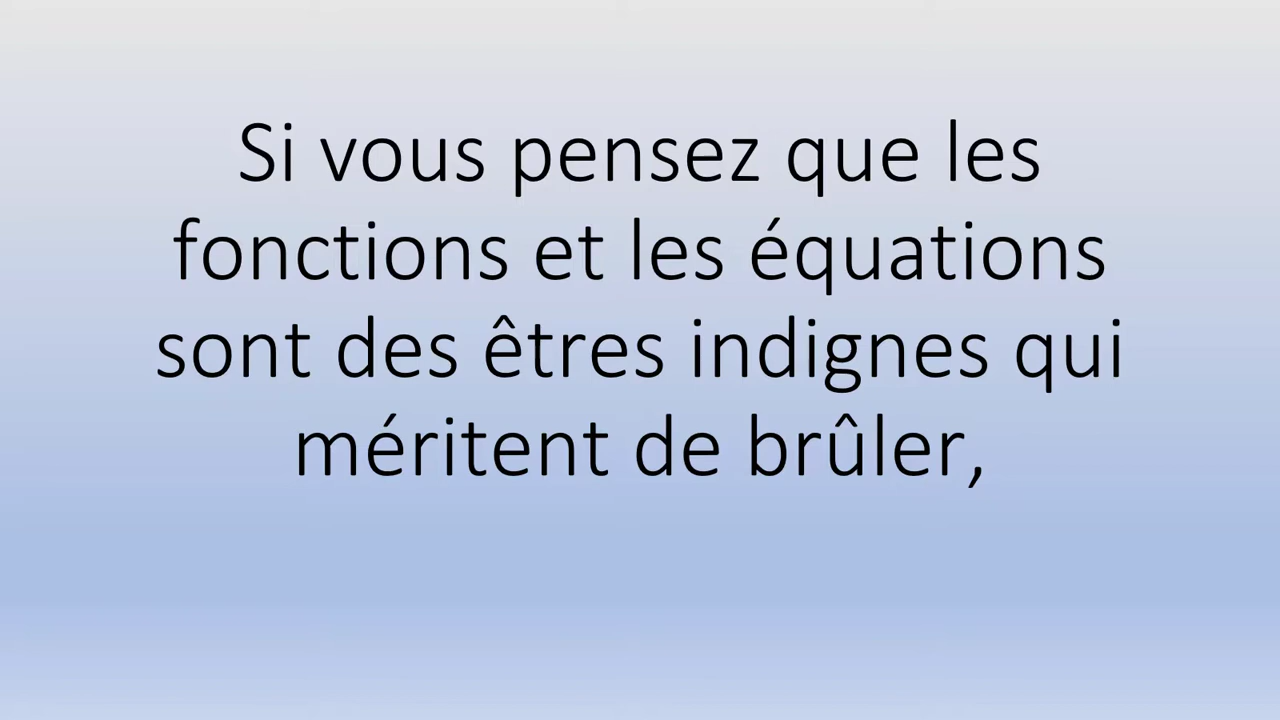 Si vous pensez que les
fonctions et les équations
sont des êtres indignes qui
méritent de brûler,